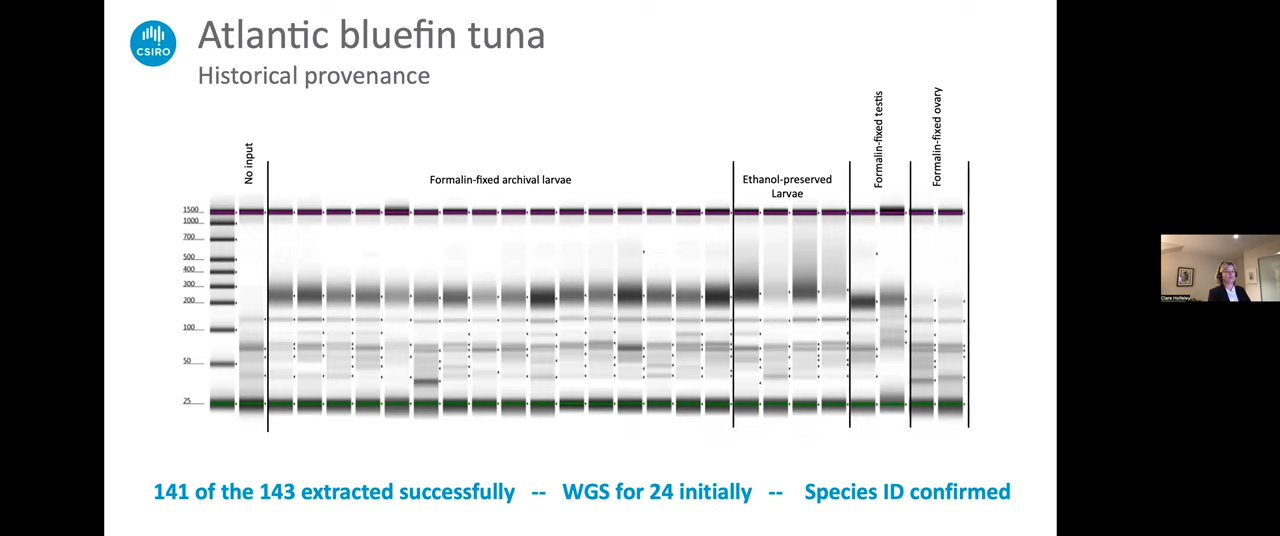 CSIRO
Atlantic bluefin tuna
Historical provenance
No input
Formalin-fixed archival larvae
Ethanol-preserved
Larvae
Formalin-fixed testis
Formalin-fixed ovary
1500
1000
700
500
400
300
200
100
50
25
Clare Holleley
141 of the 143 extracted successfully -- WGS for 24 initially -- Species ID confirmed